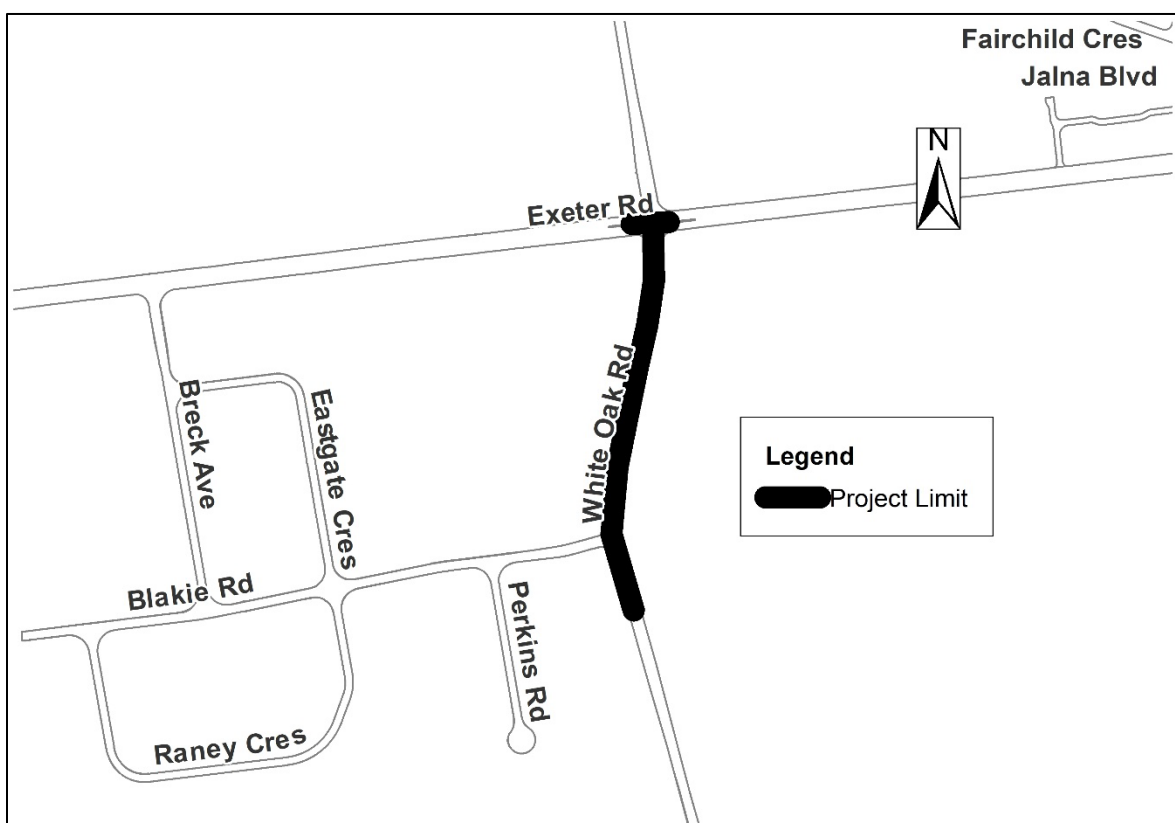 Fairchild Cres
Jalna Blvd
N
Exeter Rd
White Oak Rd
Breck Ave
Eastgate Cres
Legend
Project Limit
Blakie Rd
Perkins Rd
Raney Cres